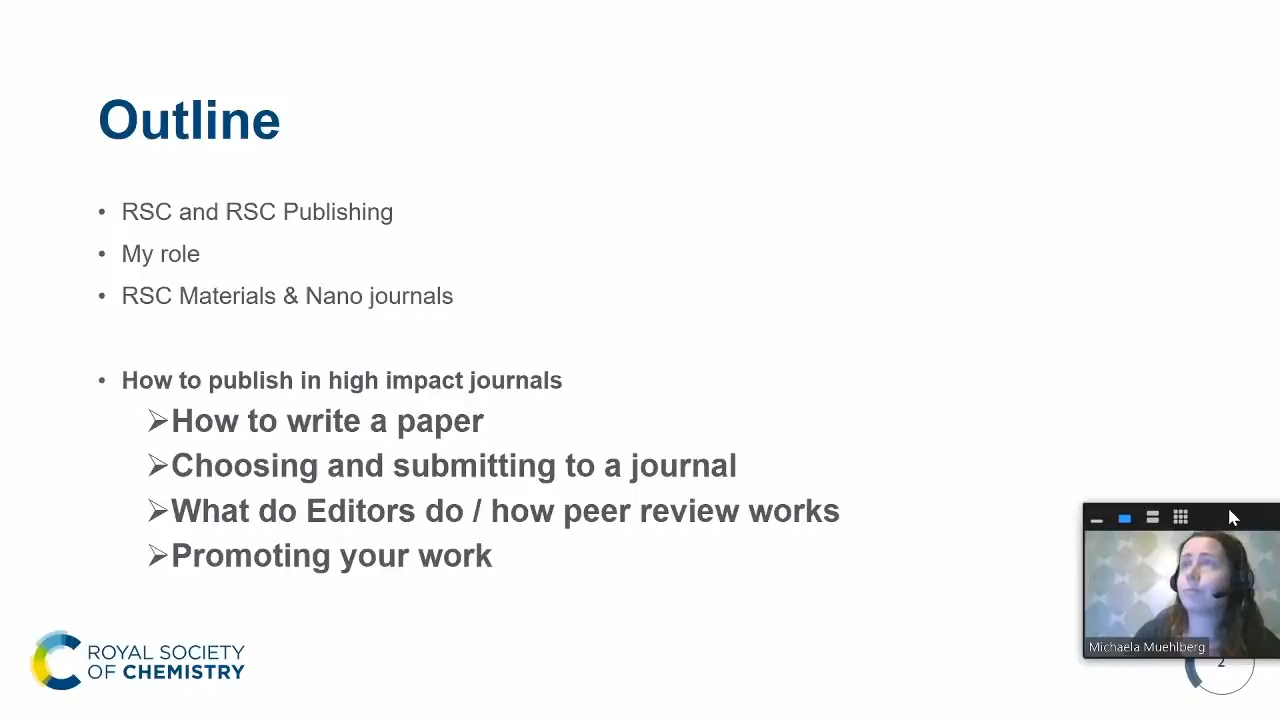 Outline
• RSC and RSC Publishing
• My role
• RSC Materials & Nano journals
• How to publish in high impact journals
➢How to write a paper
➢Choosing and submitting to a journal
➢What do Editors do / how peer review works
➢Promoting your work
ROYAL SOCIETY
OF CHEMISTRY
Michaela Muehlberg
2